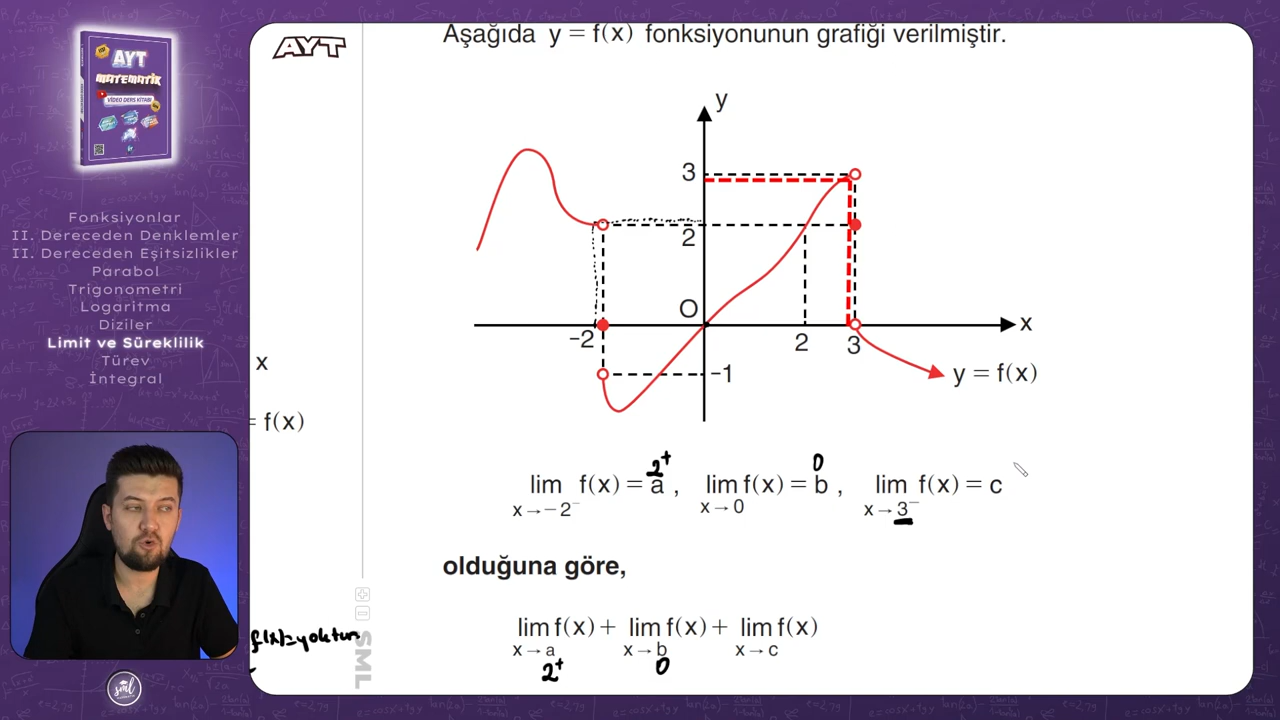 AYT
MATEMATİK
VİDEO DERS KİTABI
Fonksiyonlar
II. Dereceden Denklemler
II. Dereceden Eşitsizlikler
Parabol
Trigonometri
Logaritma
Diziler
Limit ve Süreklilik
Türev
İntegral
sml
AYT
x
= f(x)
f(x)=yoktur
SML
Aşağıda y = f(x) fonksiyonunun grafiği verilmiştir.
y
3
2
O
x
−2
2
3
−1
y = f(x)
2⁺ 0
lim f(x) = a , lim f(x) = b , lim f(x) = c
x→−2⁻ x→0 x→3⁻
olduğuna göre,
lim f(x) + lim f(x) + lim f(x)
x→a x→b x→c
2⁺ 0